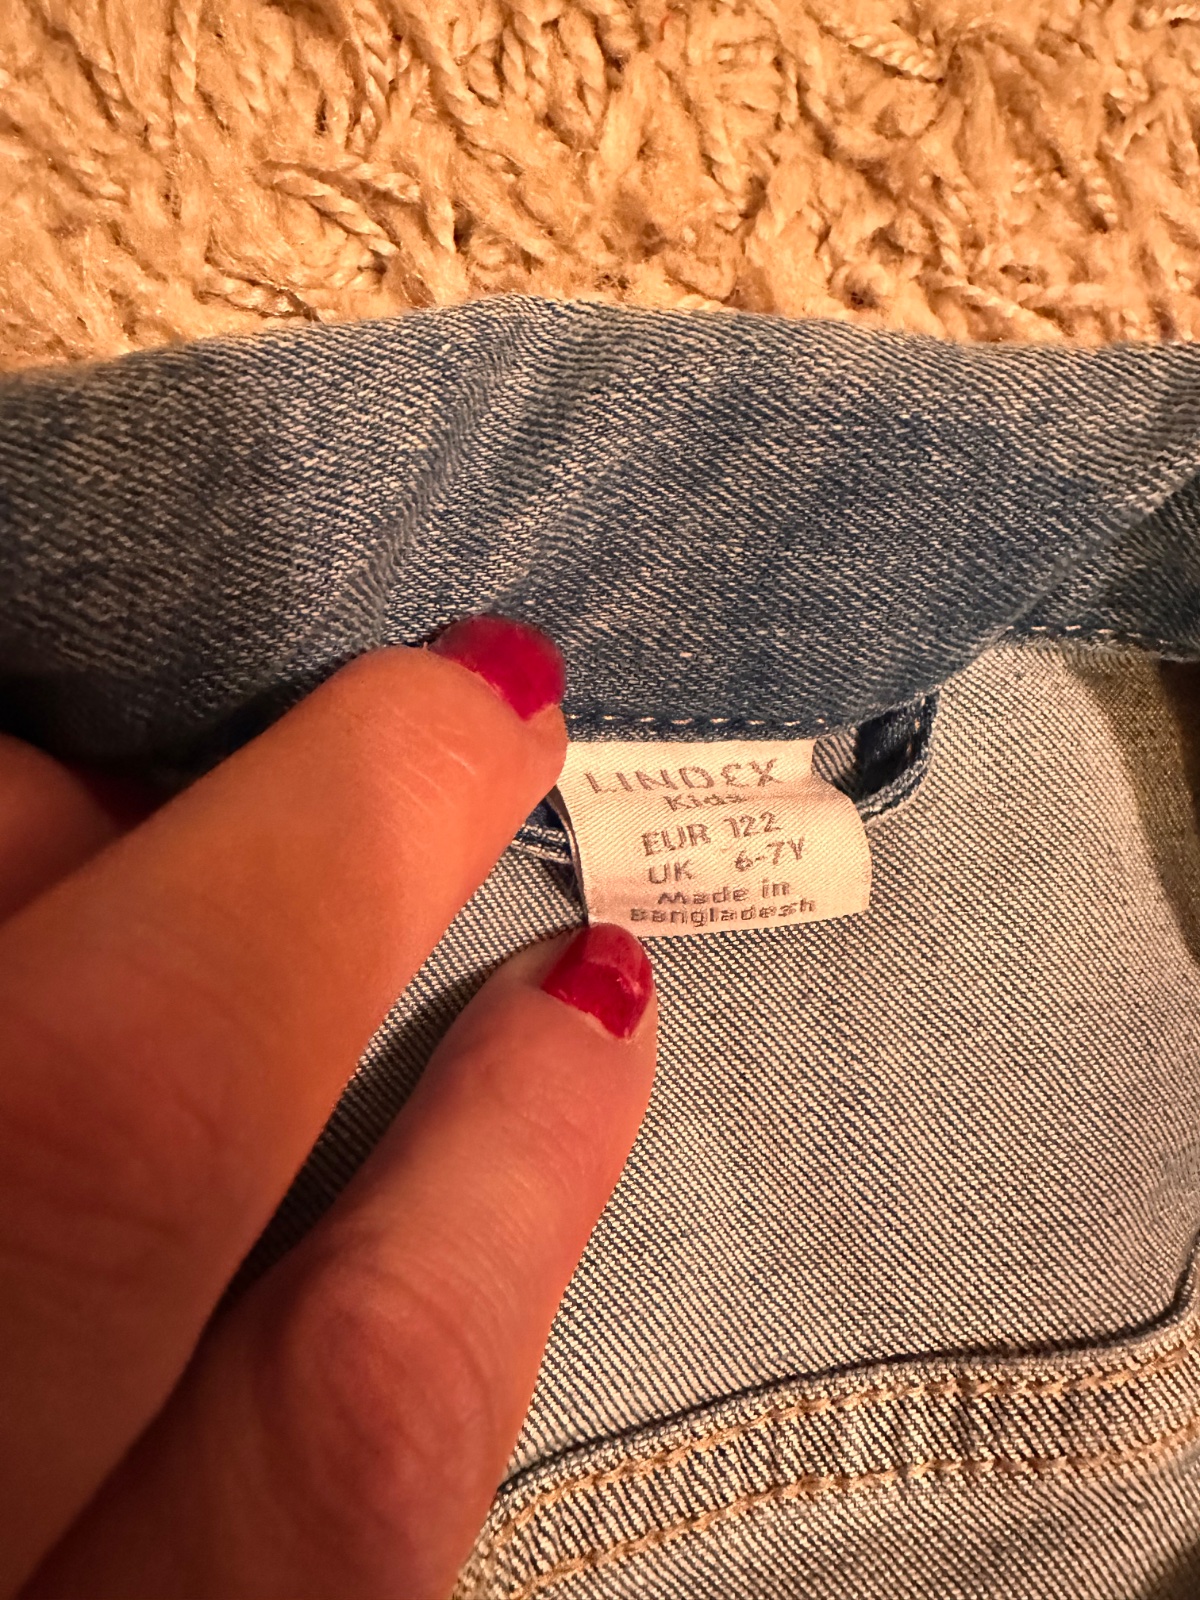 LINDEX
Kids
EUR 122
UK 6-7Y
Made in
Bangladesh